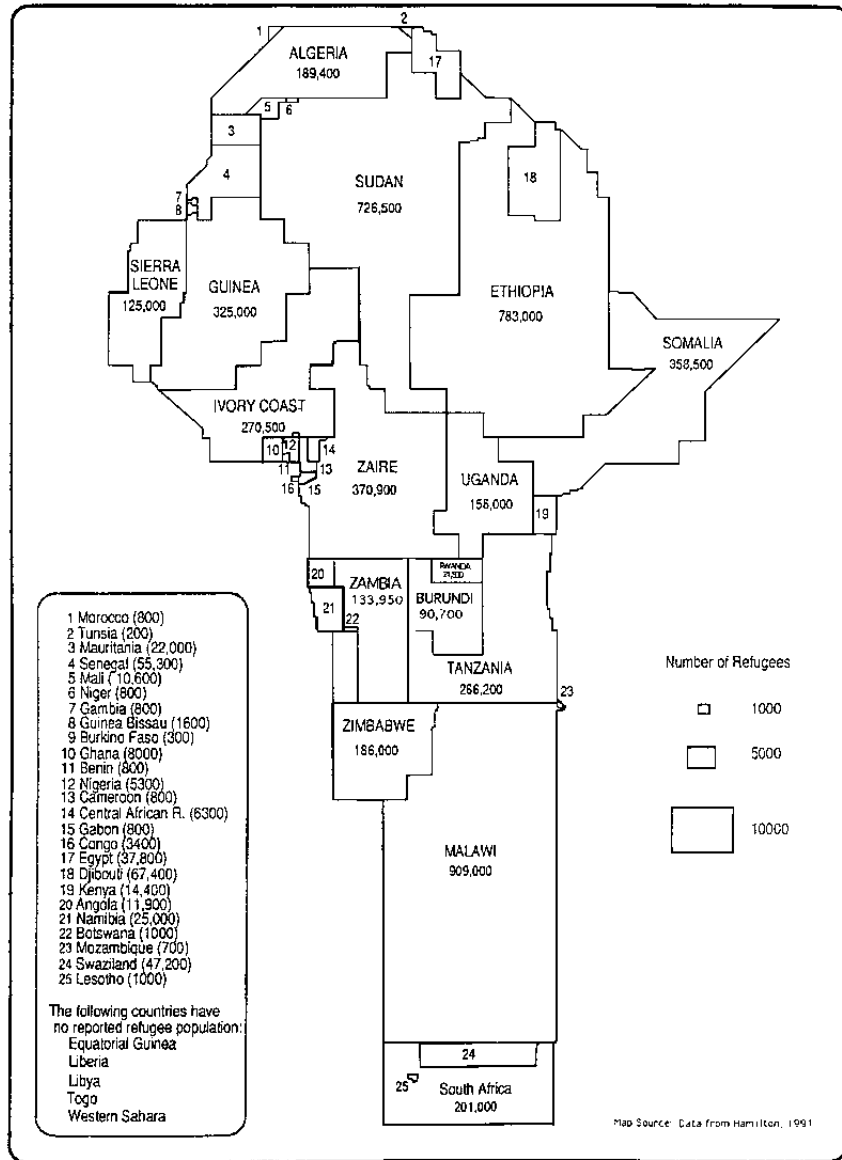 1
2
ALGERIA
189,400
17
5
6
3
4
SUDAN
726,500
18
7
8
SIERRA
LEONE
125,000
GUINEA
325,000
ETHIOPIA
783,000
SOMALIA
358,500
IVORY COAST
270,500
10
12
14
11
13
16
15
ZAIRE
370,900
UGANDA
156,000
19
20
ZAMBIA
133,950
RWANDA
BURUNDI
90,700
21
22
TANZANIA
266,200
23
ZIMBABWE
186,000
MALAWI
909,000
24
25
South Africa
201,000
1 Morocco (800)
2 Tunsia (200)
3 Mauritania (22,000)
4 Senegal (55,300)
5 Mali (10,600)
6 Niger (800)
7 Gambia (800)
8 Guinea Bissau (1600)
9 Burkino Faso (300)
10 Ghana (8000)
11 Benin (800)
12 Nigeria (5300)
13 Cameroon (800)
14 Central African R. (6300)
15 Gabon (800)
16 Congo (3400)
17 Egypt (37,800)
18 Djibouti (67,400)
19 Kenya (14,400)
20 Angola (11,900)
21 Namibia (25,000)
22 Botswana (1000)
23 Mozambique (700)
24 Swaziland (47,200)
25 Lesotho (1000)
The following countries have
no reported refugee population:
Equatorial Guinea
Liberia
Libya
Togo
Western Sahara
Number of Refugees
1000
5000
10000
Map Source: Data from Hamilton, 1991